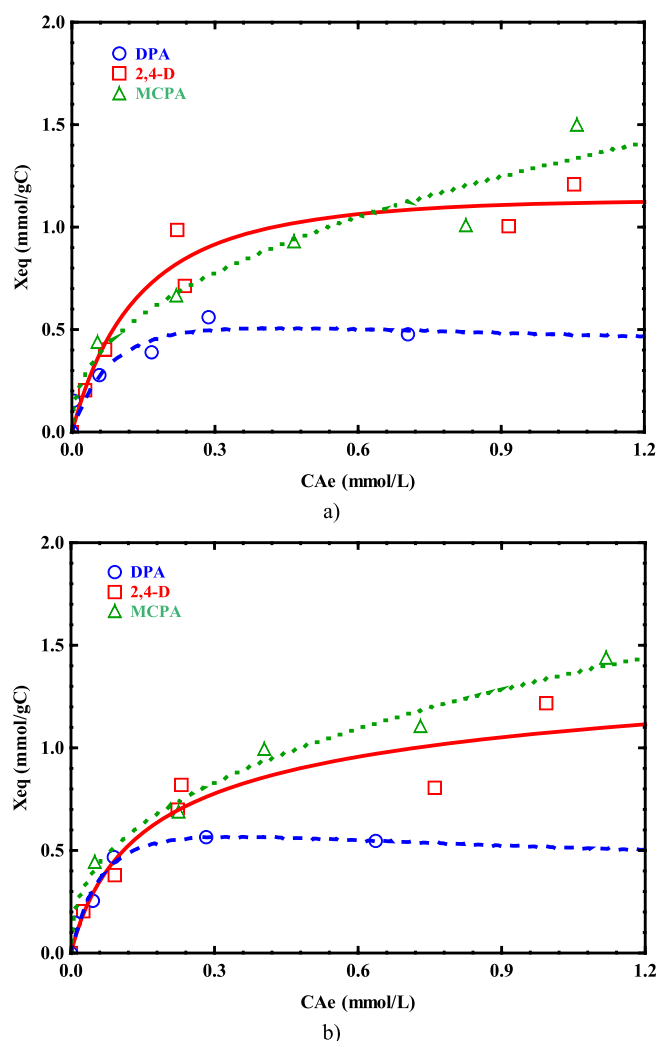 2.0
DPA
2,4-D
MCPA
1.5
1.0
0.5
0.0
Xeq (mmol/gC)
0.0 0.3 0.6 0.9 1.2
CAe (mmol/L)
a)
2.0
DPA
2,4-D
MCPA
1.5
1.0
0.5
0.0
Xeq (mmol/gC)
0.0 0.3 0.6 0.9 1.2
CAe (mmol/L)
b)